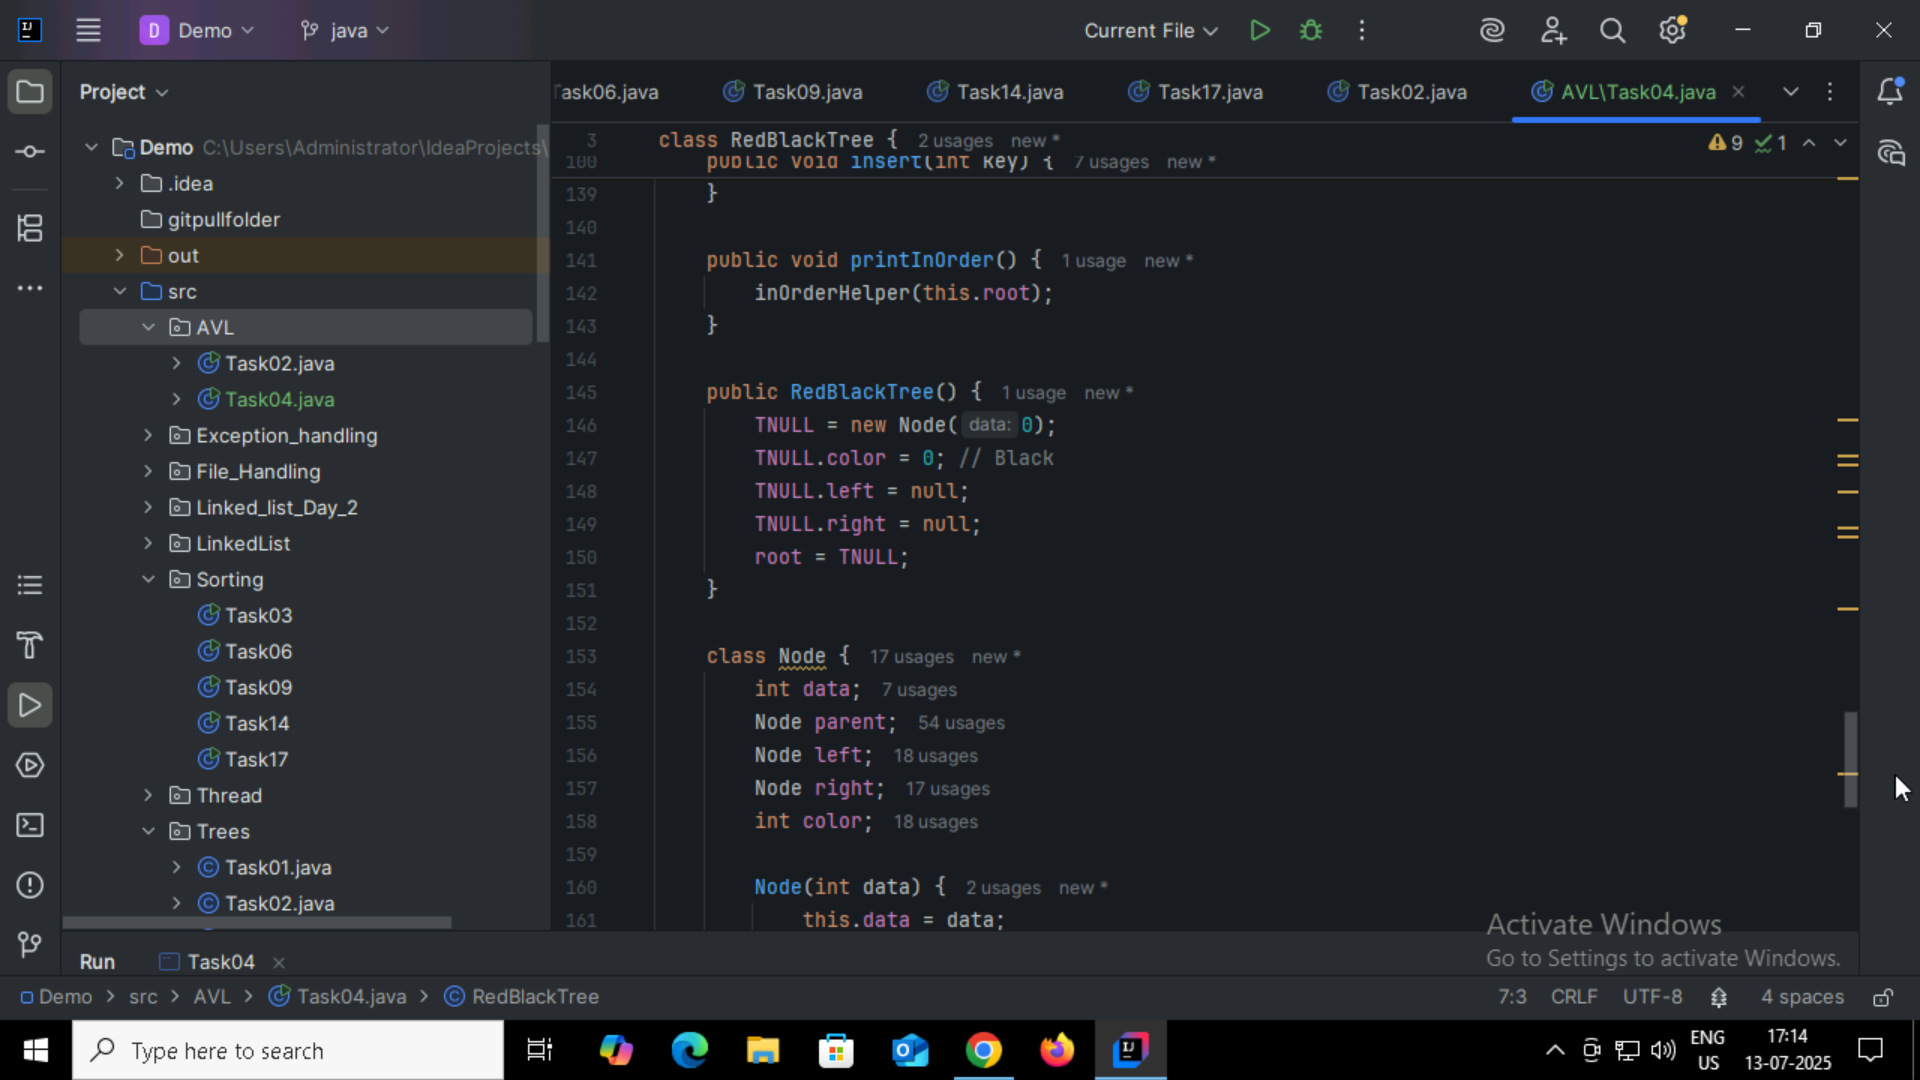 D Demo java Current File
Project
Demo C:\Users\Administrator\IdeaProjects\
.idea
gitpullfolder
out
src
AVL
Task02.java
Task04.java
Exception_handling
File_Handling
Linked_list_Day_2
LinkedList
Sorting
Task03
Task06
Task09
Task14
Task17
Thread
Trees
Task01.java
Task02.java
Task06.java Task09.java Task14.java Task17.java Task02.java AVL\Task04.java
3 class RedBlackTree { 2 usages new *
9 1
100 public void insert(int key) { 7 usages new *
139 }
140
141 public void printInOrder() { 1 usage new *
142 inOrderHelper(this.root);
143 }
144
145 public RedBlackTree() { 1 usage new *
146 TNULL = new Node( data: 0);
147 TNULL.color = 0; // Black
148 TNULL.left = null;
149 TNULL.right = null;
150 root = TNULL;
151 }
152
153 class Node { 17 usages new *
154 int data; 7 usages
155 Node parent; 54 usages
156 Node left; 18 usages
157 Node right; 17 usages
158 int color; 18 usages
159
160 Node(int data) { 2 usages new *
161 this.data = data;
Activate Windows
Go to Settings to activate Windows.
Run Task04
Demo > src > AVL > Task04.java > RedBlackTree 7:3 CRLF UTF-8 4 spaces
Type here to search
ENG
US
17:14
13-07-2025